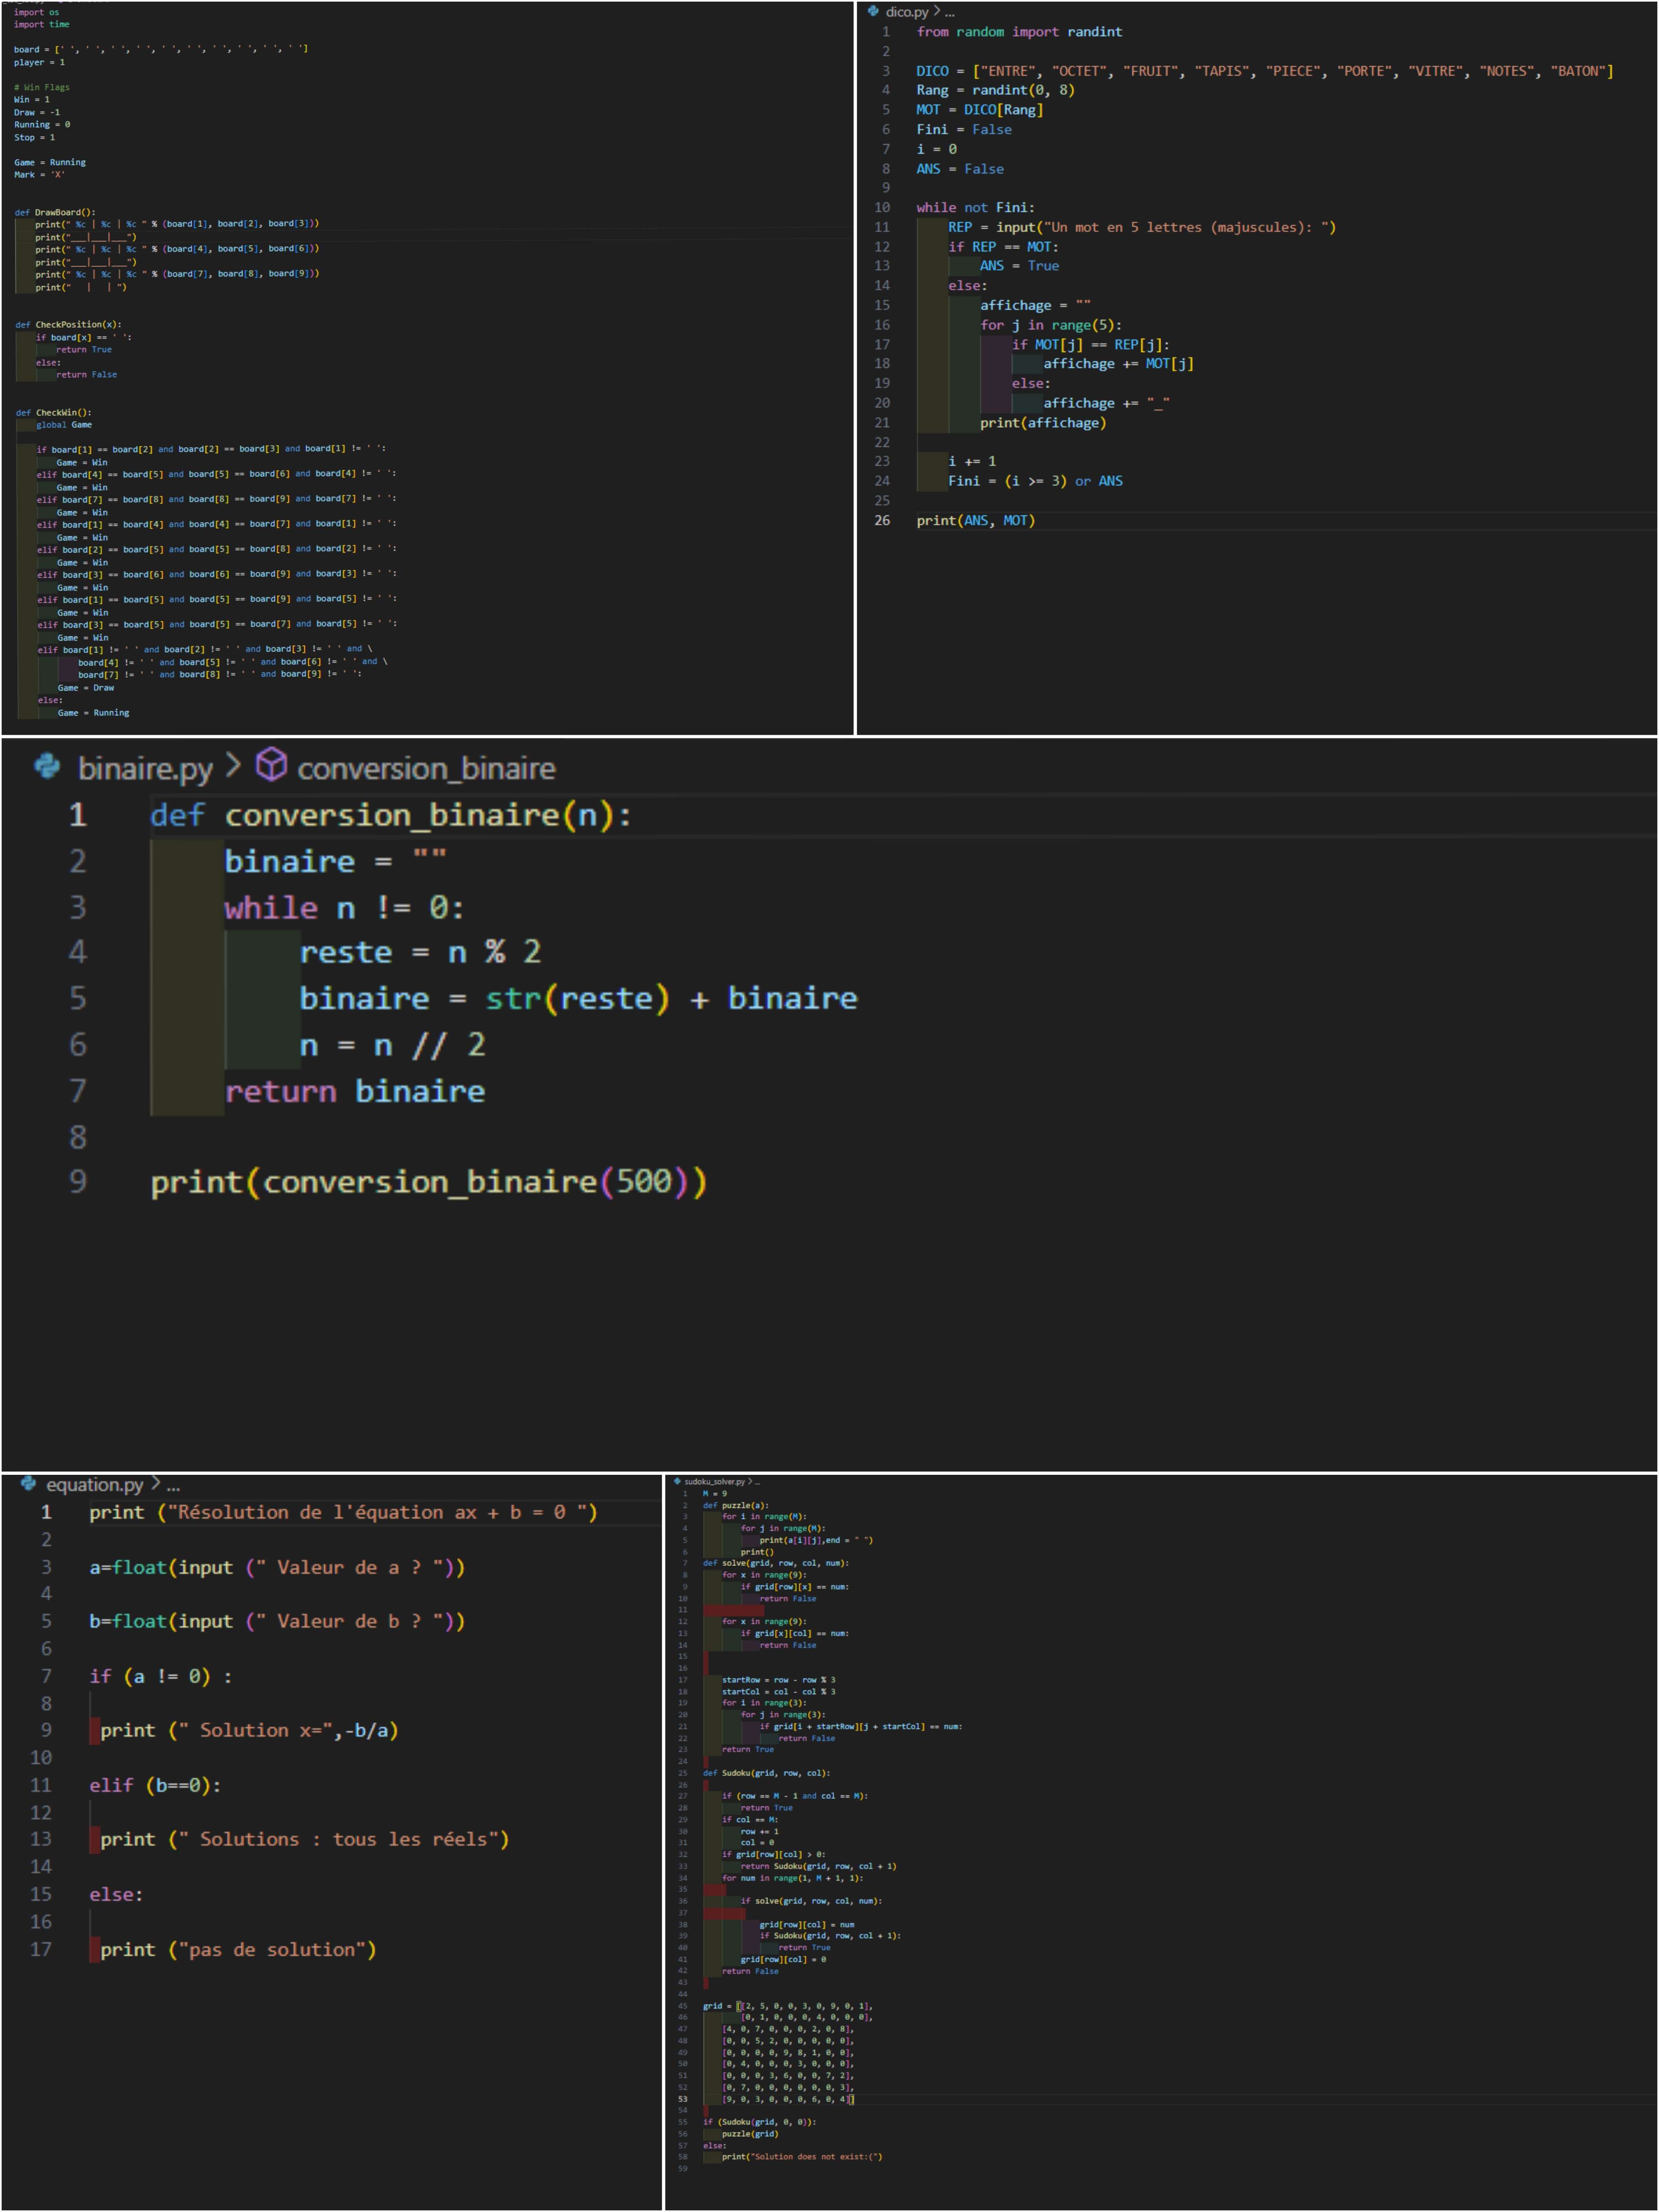 import os
import time
board = [' ', ' ', ' ', ' ', ' ', ' ', ' ', ' ', ' ', ' ']
player = 1
# Win Flags
Win = 1
Draw = -1
Running = 0
Stop = 1
Game = Running
Mark = 'X'
def DrawBoard():
print(" %c | %c | %c " % (board[1], board[2], board[3]))
print("___|___|___")
print(" %c | %c | %c " % (board[4], board[5], board[6]))
print("___|___|___")
print(" %c | %c | %c " % (board[7], board[8], board[9]))
print("   |   | ")
def CheckPosition(x):
if board[x] == ' ':
return True
else:
return False
def CheckWin():
global Game
if board[1] == board[2] and board[2] == board[3] and board[1] != ' ':
Game = Win
elif board[4] == board[5] and board[5] == board[6] and board[4] != ' ':
Game = Win
elif board[7] == board[8] and board[8] == board[9] and board[7] != ' ':
Game = Win
elif board[1] == board[4] and board[4] == board[7] and board[1] != ' ':
Game = Win
elif board[2] == board[5] and board[5] == board[8] and board[2] != ' ':
Game = Win
elif board[3] == board[6] and board[6] == board[9] and board[3] != ' ':
Game = Win
elif board[1] == board[5] and board[5] == board[9] and board[5] != ' ':
Game = Win
elif board[3] == board[5] and board[5] == board[7] and board[5] != ' ':
Game = Win
elif board[1] != ' ' and board[2] != ' ' and board[3] != ' ' and \
board[4] != ' ' and board[5] != ' ' and board[6] != ' ' and \
board[7] != ' ' and board[8] != ' ' and board[9] != ' ':
Game = Draw
else:
Game = Running
dico.py > ...
1 from random import randint
2
3 DICO = ["ENTRE", "OCTET", "FRUIT", "TAPIS", "PIECE", "PORTE", "VITRE", "NOTES", "BATON"]
4 Rang = randint(0, 8)
5 MOT = DICO[Rang]
6 Fini = False
7 i = 0
8 ANS = False
9
10 while not Fini:
11 REP = input("Un mot en 5 lettres (majuscules): ")
12 if REP == MOT:
13 ANS = True
14 else:
15 affichage = ""
16 for j in range(5):
17 if MOT[j] == REP[j]:
18 affichage += MOT[j]
19 else:
20 affichage += "_"
21 print(affichage)
22
23 i += 1
24 Fini = (i >= 3) or ANS
25
26 print(ANS, MOT)
binaire.py > conversion_binaire
1 def conversion_binaire(n):
2 binaire = ""
3 while n != 0:
4 reste = n % 2
5 binaire = str(reste) + binaire
6 n = n // 2
7 return binaire
8
9 print(conversion_binaire(500))
equation.py > ...
1 print ("Résolution de l'équation ax + b = 0 ")
2
3 a=float(input (" Valeur de a ? "))
4
5 b=float(input (" Valeur de b ? "))
6
7 if (a != 0) :
8
9 print (" Solution x=",-b/a)
10
11 elif (b==0):
12
13 print (" Solutions : tous les réels")
14
15 else:
16
17 print ("pas de solution")
sudoku_solver.py > ...
1 M = 9
2 def puzzle(a):
3 for i in range(M):
4 for j in range(M):
5 print(a[i][j],end = " ")
6 print()
7 def solve(grid, row, col, num):
8 for x in range(9):
9 if grid[row][x] == num:
10 return False
11
12 for x in range(9):
13 if grid[x][col] == num:
14 return False
15
16
17 startRow = row - row % 3
18 startCol = col - col % 3
19 for i in range(3):
20 for j in range(3):
21 if grid[i + startRow][j + startCol] == num:
22 return False
23 return True
24
25 def Sudoku(grid, row, col):
26
27 if (row == M - 1 and col == M):
28 return True
29 if col == M:
30 row += 1
31 col = 0
32 if grid[row][col] > 0:
33 return Sudoku(grid, row, col + 1)
34 for num in range(1, M + 1, 1):
35
36 if solve(grid, row, col, num):
37
38 grid[row][col] = num
39 if Sudoku(grid, row, col + 1):
40 return True
41 grid[row][col] = 0
42 return False
43
44
45 grid = [[2, 5, 0, 0, 3, 0, 9, 0, 1],
46 [0, 1, 0, 0, 0, 4, 0, 0, 0],
47 [4, 0, 7, 0, 0, 0, 2, 0, 8],
48 [0, 0, 5, 2, 0, 0, 0, 0, 0],
49 [0, 0, 0, 0, 9, 8, 1, 0, 0],
50 [0, 4, 0, 0, 0, 3, 0, 0, 0],
51 [0, 0, 0, 3, 6, 0, 0, 7, 2],
52 [0, 7, 0, 0, 0, 0, 0, 0, 3],
53 [9, 0, 3, 0, 0, 0, 6, 0, 4]]
54
55 if (Sudoku(grid, 0, 0)):
56 puzzle(grid)
57 else:
58 print("Solution does not exist:(")
59